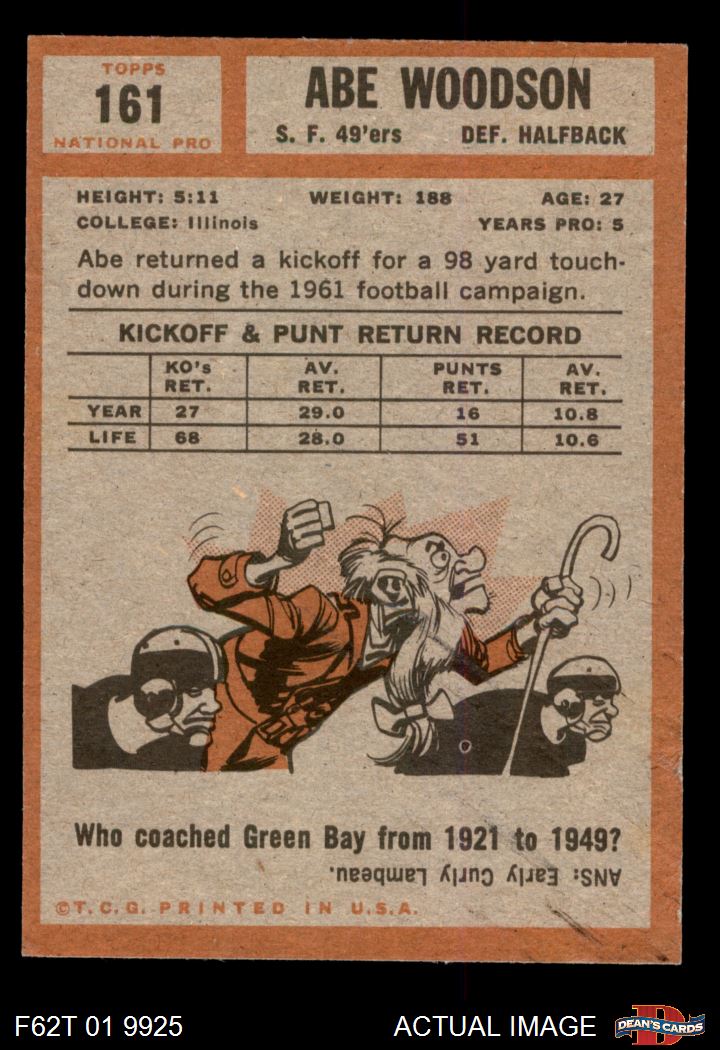 TOPPS
161
NATIONAL PRO
ABE WOODSON
S. F. 49'ers DEF. HALFBACK
HEIGHT: 5:11 WEIGHT: 188 AGE: 27
COLLEGE: Illinois YEARS PRO: 5
Abe returned a kickoff for a 98 yard touch-
down during the 1961 football campaign.
KICKOFF & PUNT RETURN RECORD
KO's RET. AV. RET. PUNTS RET. AV. RET.
YEAR 27 29.0 16 10.8
LIFE 68 28.0 51 10.6
Who coached Green Bay from 1921 to 1949?
ANS: Early Curly Lambeau.
©T.C.G. PRINTED IN U.S.A.
F62T 01 9925 ACTUAL IMAGE
D
DEAN'S CARDS